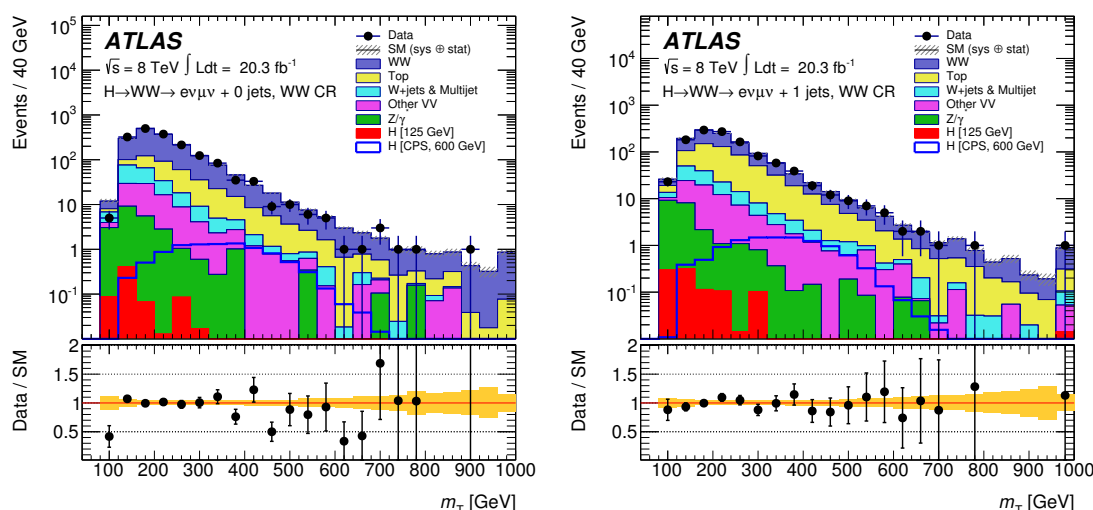 Events / 40 GeV
10⁵
10⁴
10³
10²
10
1
10⁻¹
ATLAS
√s = 8 TeV ∫ Ldt = 20.3 fb⁻¹
H→WW→eνμν + 0 jets, WW CR
Data
SM (sys ⊕ stat)
WW
Top
W+jets & Multijet
Other VV
Z/γ
H [125 GeV]
H [CPS, 600 GeV]
Data / SM
2
1.5
1
0.5
100 200 300 400 500 600 700 800 900 1000
m_T [GeV]
Events / 40 GeV
10⁴
10³
10²
10
1
10⁻¹
ATLAS
√s = 8 TeV ∫ Ldt = 20.3 fb⁻¹
H→WW→eνμν + 1 jets, WW CR
Data
SM (sys ⊕ stat)
WW
Top
W+jets & Multijet
Other VV
Z/γ
H [125 GeV]
H [CPS, 600 GeV]
Data / SM
2
1.5
1
0.5
100 200 300 400 500 600 700 800 900 1000
m_T [GeV]